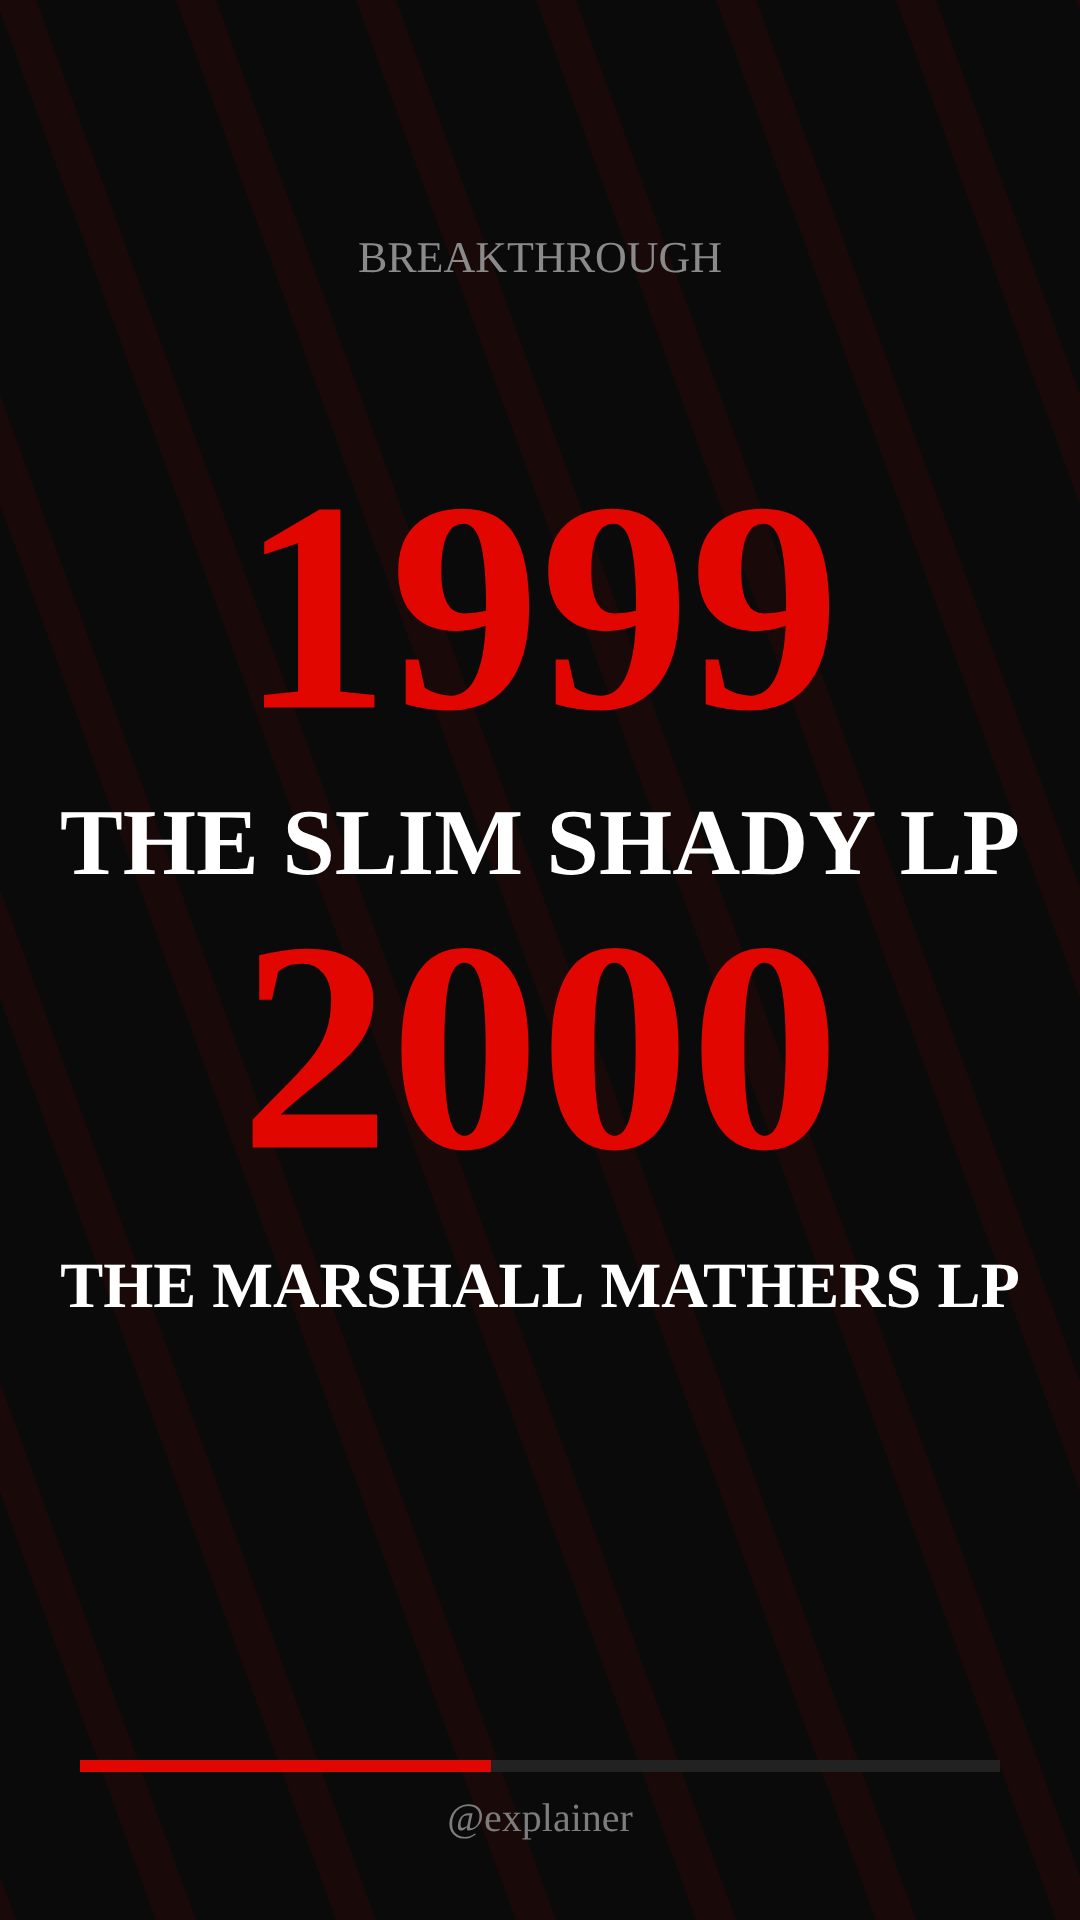 BREAKTHROUGH
1999
THE SLIM SHADY LP
2000
THE MARSHALL MATHERS LP
@explainer